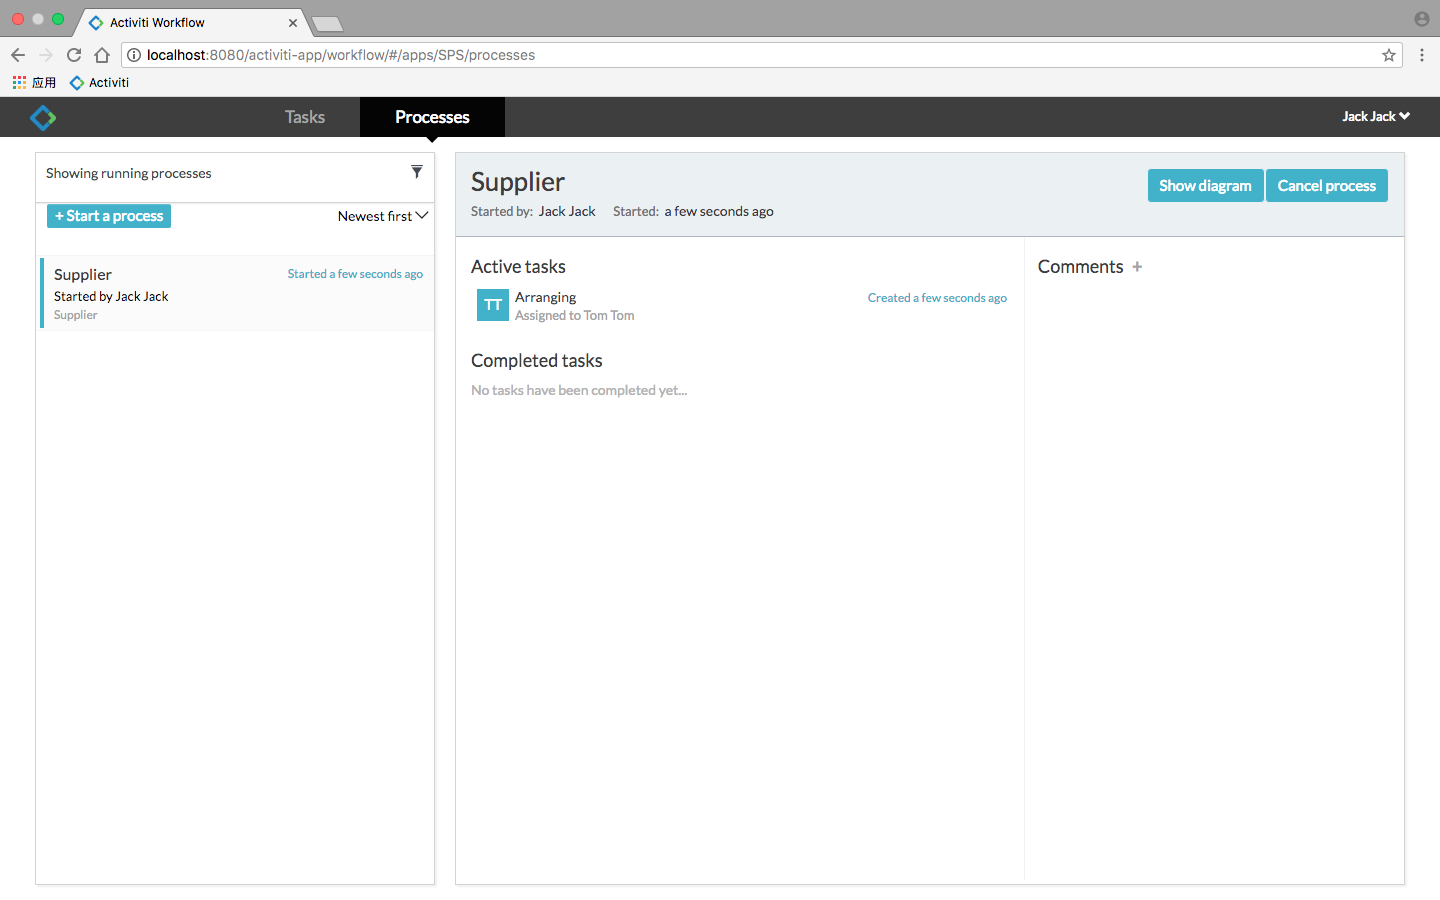 Activiti Workflow
localhost:8080/activiti-app/workflow/#/apps/SPS/processes
应用 Activiti
Tasks Processes Jack Jack
Showing running processes
+ Start a process Newest first
Supplier Started a few seconds ago
Started by Jack Jack
Supplier
Supplier
Started by: Jack Jack Started: a few seconds ago
Show diagram Cancel process
Active tasks
TT Arranging Created a few seconds ago
Assigned to Tom Tom
Completed tasks
No tasks have been completed yet...
Comments +